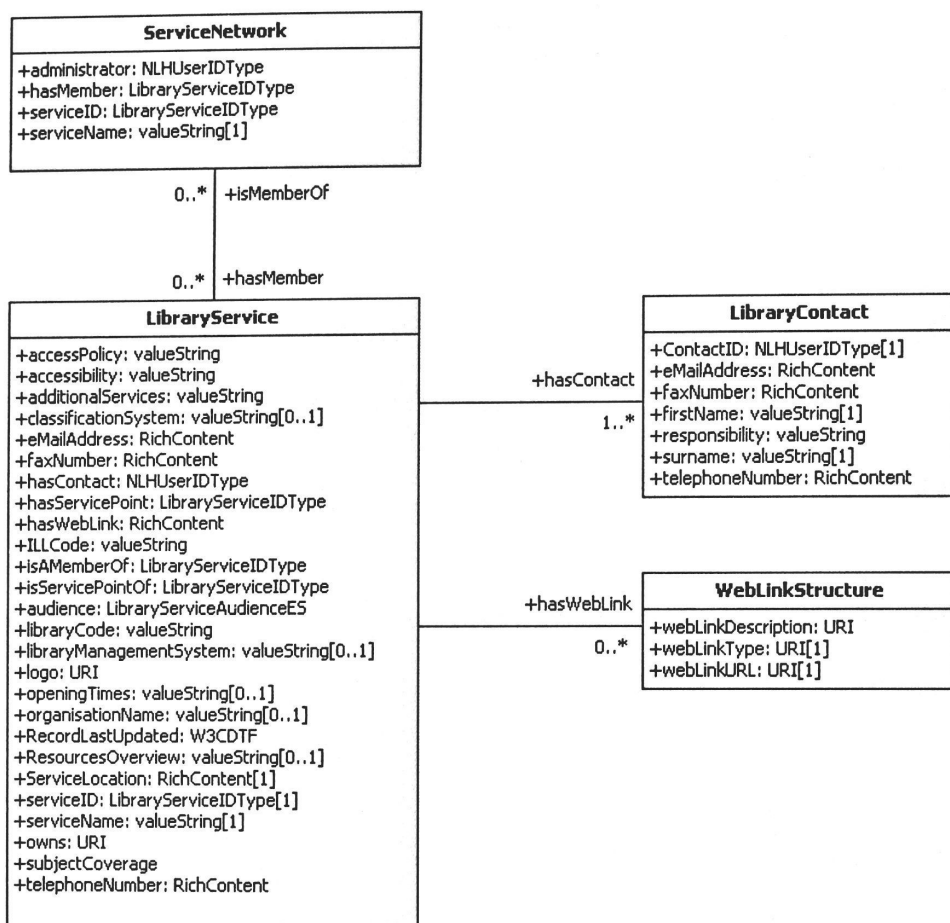 ServiceNetwork
+administrator: NLHUserIDType
+hasMember: LibraryServiceIDType
+serviceID: LibraryServiceIDType
+serviceName: valueString[1]
0..* +isMemberOf
0..* +hasMember
LibraryService
+accessPolicy: valueString
+accessibility: valueString
+additionalServices: valueString
+classificationSystem: valueString[0..1]
+eMailAddress: RichContent
+faxNumber: RichContent
+hasContact: NLHUserIDType
+hasServicePoint: LibraryServiceIDType
+hasWebLink: RichContent
+ILLCode: valueString
+isAMemberOf: LibraryServiceIDType
+isServicePointOf: LibraryServiceIDType
+audience: LibraryServiceAudienceES
+libraryCode: valueString
+libraryManagementSystem: valueString[0..1]
+logo: URI
+openingTimes: valueString[0..1]
+organisationName: valueString[0..1]
+RecordLastUpdated: W3CDTF
+ResourcesOverview: valueString[0..1]
+ServiceLocation: RichContent[1]
+serviceID: LibraryServiceIDType[1]
+serviceName: valueString[1]
+owns: URI
+subjectCoverage
+telephoneNumber: RichContent
+hasContact
1..*
LibraryContact
+ContactID: NLHUserIDType[1]
+eMailAddress: RichContent
+faxNumber: RichContent
+firstName: valueString[1]
+responsibility: valueString
+surname: valueString[1]
+telephoneNumber: RichContent
+hasWebLink
0..*
WebLinkStructure
+webLinkDescription: URI
+webLinkType: URI[1]
+webLinkURL: URI[1]